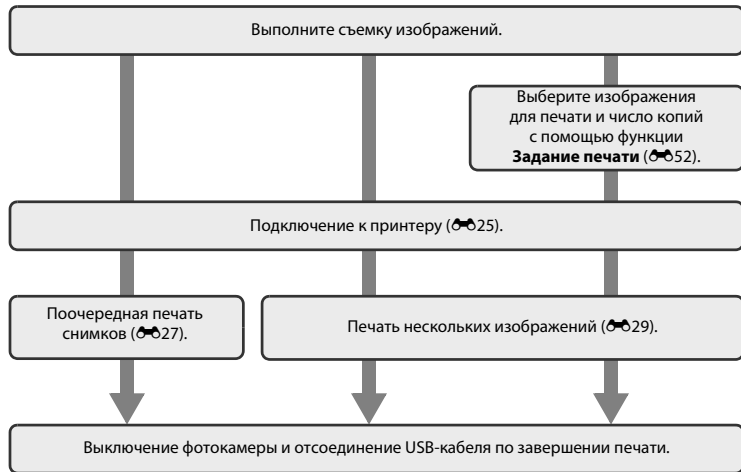 Выполните съемку изображений.
Выберите изображения
для печати и число копий
с помощью функции
Задание печати (52).
Подключение к принтеру (25).
Поочередная печать
снимков (27).
Печать нескольких изображений (29).
Выключение фотокамеры и отсоединение USB-кабеля по завершении печати.